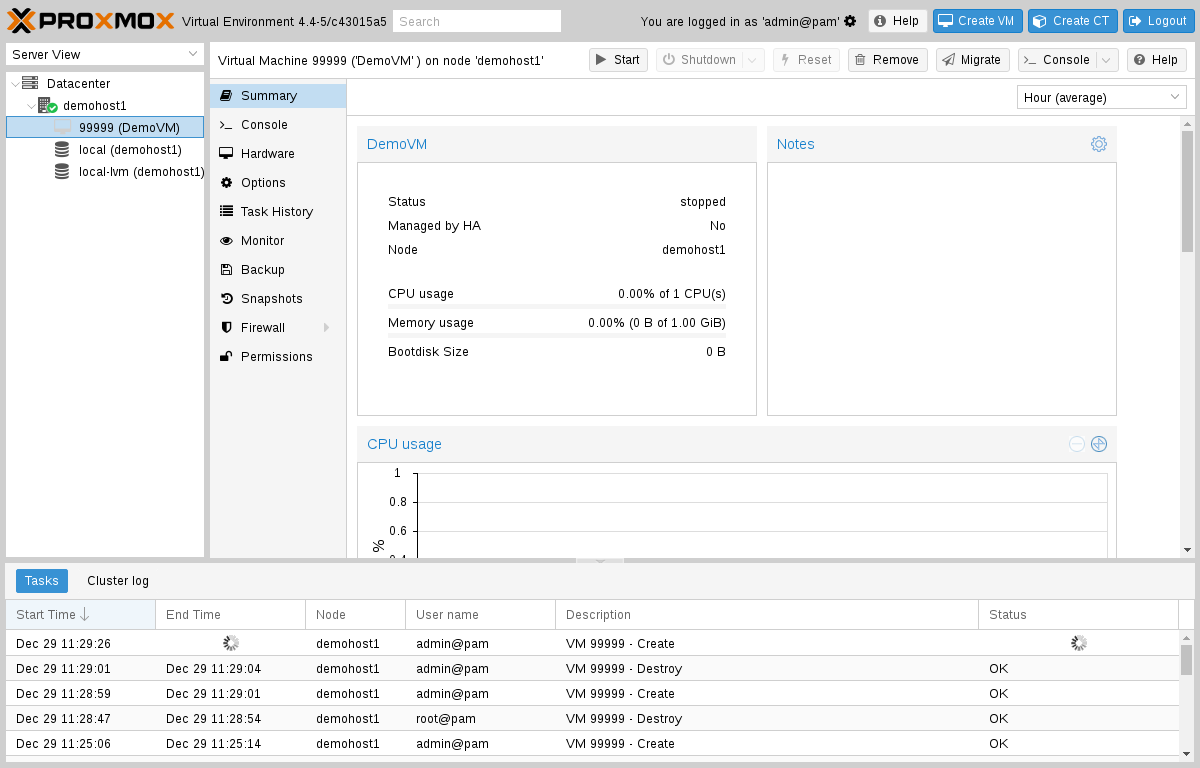 PROXMOX Virtual Environment 4.4-5/c43015a5 Search You are logged in as 'admin@pam' Help Create VM Create CT Logout
Server View
Virtual Machine 99999 ('DemoVM' ) on node 'demohost1' Start Shutdown Reset Remove Migrate Console Help
Datacenter
demohost1
99999 (DemoVM)
local (demohost1)
local-lvm (demohost1)
Summary
Console
Hardware
Options
Task History
Monitor
Backup
Snapshots
Firewall
Permissions
Hour (average)
DemoVM
Status stopped
Managed by HA No
Node demohost1
CPU usage 0.00% of 1 CPU(s)
Memory usage 0.00% (0 B of 1.00 GiB)
Bootdisk Size 0 B
Notes
CPU usage
1
0.8
0.6
%
0.4
Tasks Cluster log
Start Time End Time Node User name Description Status
Dec 29 11:29:26 demohost1 admin@pam VM 99999 - Create
Dec 29 11:29:01 Dec 29 11:29:04 demohost1 admin@pam VM 99999 - Destroy OK
Dec 29 11:28:59 Dec 29 11:29:01 demohost1 admin@pam VM 99999 - Create OK
Dec 29 11:28:47 Dec 29 11:28:54 demohost1 root@pam VM 99999 - Destroy OK
Dec 29 11:25:06 Dec 29 11:25:14 demohost1 admin@pam VM 99999 - Create OK